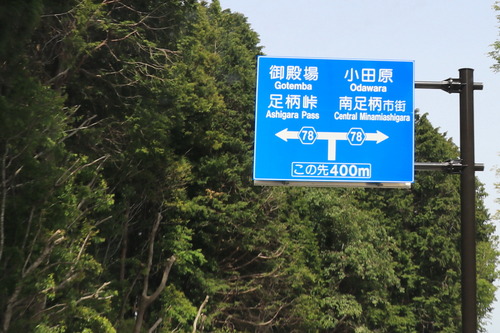 御殿場 小田原
Gotemba Odawara
足柄峠 南足柄市街
Ashigara Pass Central Minamiashigara
78 78
この先400m